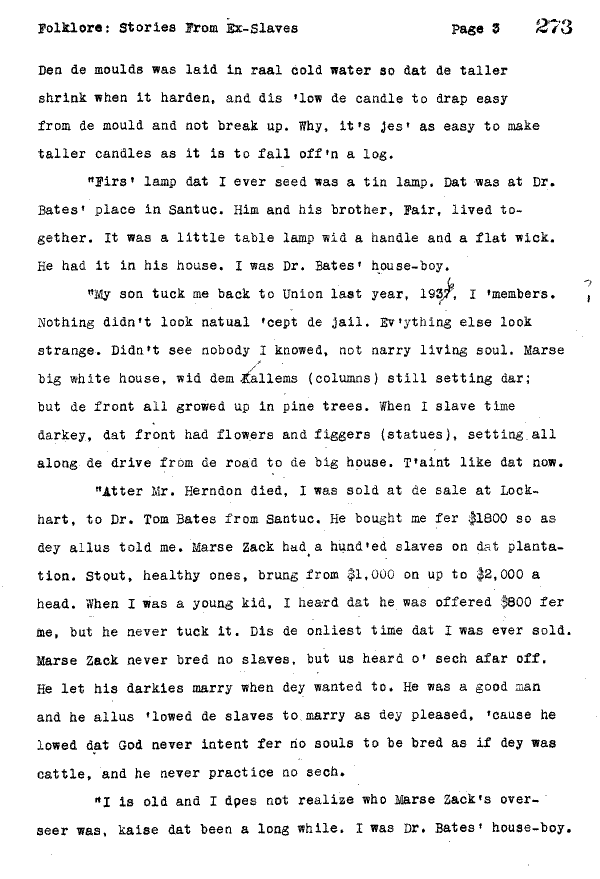 Folklore: Stories From Ex-Slaves Page 3 273
Den de moulds was laid in raal cold water so dat de taller
shrink when it harden, and dis 'low de candle to drap easy
from de mould and not break up. Why, it's jes' as easy to make
taller candles as it is to fall off'n a log.
"Firs' lamp dat I ever seed was a tin lamp. Dat was at Dr.
Bates' place in Santuc. Him and his brother, Fair, lived to-
gether. It was a little table lamp wid a handle and a flat wick.
He had it in his house. I was Dr. Bates' house-boy.
"My son tuck me back to Union last year, 1936, I 'members. ?
Nothing didn't look natual 'cept de jail. Ev'ything else look
strange. Didn't see nobody I knowed, not narry living soul. Marse
big white house, wid dem kallems (columns) still setting dar;
but de front all growed up in pine trees. When I slave time
darkey, dat front had flowers and figgers (statues), setting all
along de drive from de road to de big house. T'aint like dat now.
"Atter Mr. Herndon died, I was sold at de sale at Lock-
hart, to Dr. Tom Bates from Santuc. He bought me fer $1800 so as
dey allus told me. Marse Zack had a hund'ed slaves on dat planta-
tion. Stout, healthy ones, brung from $1,000 on up to $2,000 a
head. When I was a young kid, I heard dat he was offered $800 fer
me, but he never tuck it. Dis de onliest time dat I was ever sold.
Marse Zack never bred no slaves, but us heard o' sech afar off.
He let his darkies marry when dey wanted to. He was a good man
and he allus 'lowed de slaves to marry as dey pleased, 'cause he
lowed dat God never intent fer no souls to be bred as if dey was
cattle, and he never practice no sech.
"I is old and I does not realize who Marse Zack's over-
seer was, kaise dat been a long while. I was Dr. Bates' house-boy.